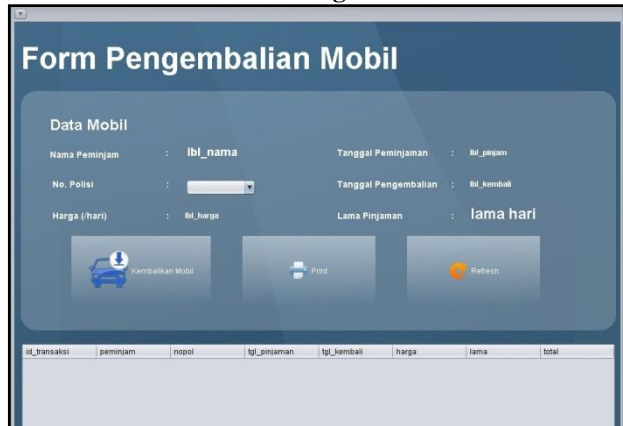 Form Pengembalian Mobil
Data Mobil
Nama Peminjam : lbl_nama Tanggal Peminjaman : lbl_pinjam
No. Polisi : Tanggal Pengembalian : lbl_kembali
Harga (/hari) : lbl_harga Lama Pinjaman : lama hari
Kembalikan Mobil Print Refresh
id_transaksi peminjam nopol tgl_pinjaman tgl_kembali harga lama total